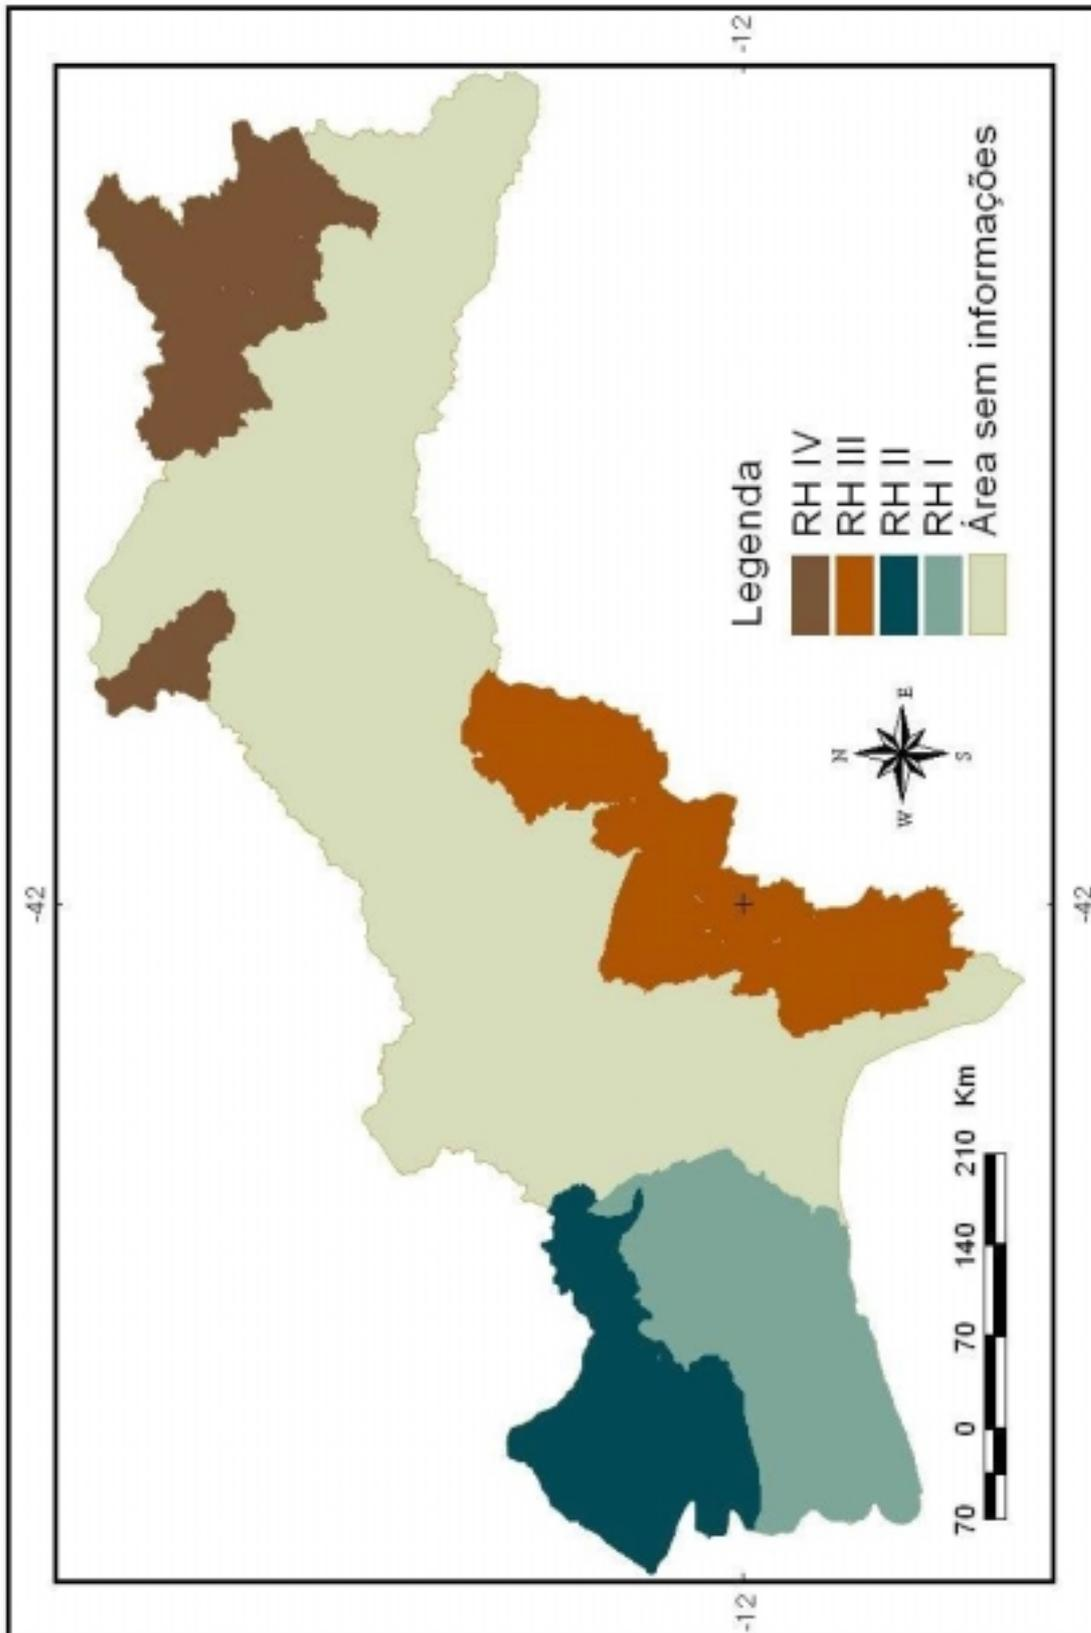 -42
-12
-12
-42
Legenda
RH IV
RH III
RH II
RH I
Área sem informações
N
W
E
S
70 0 70 140 210 Km